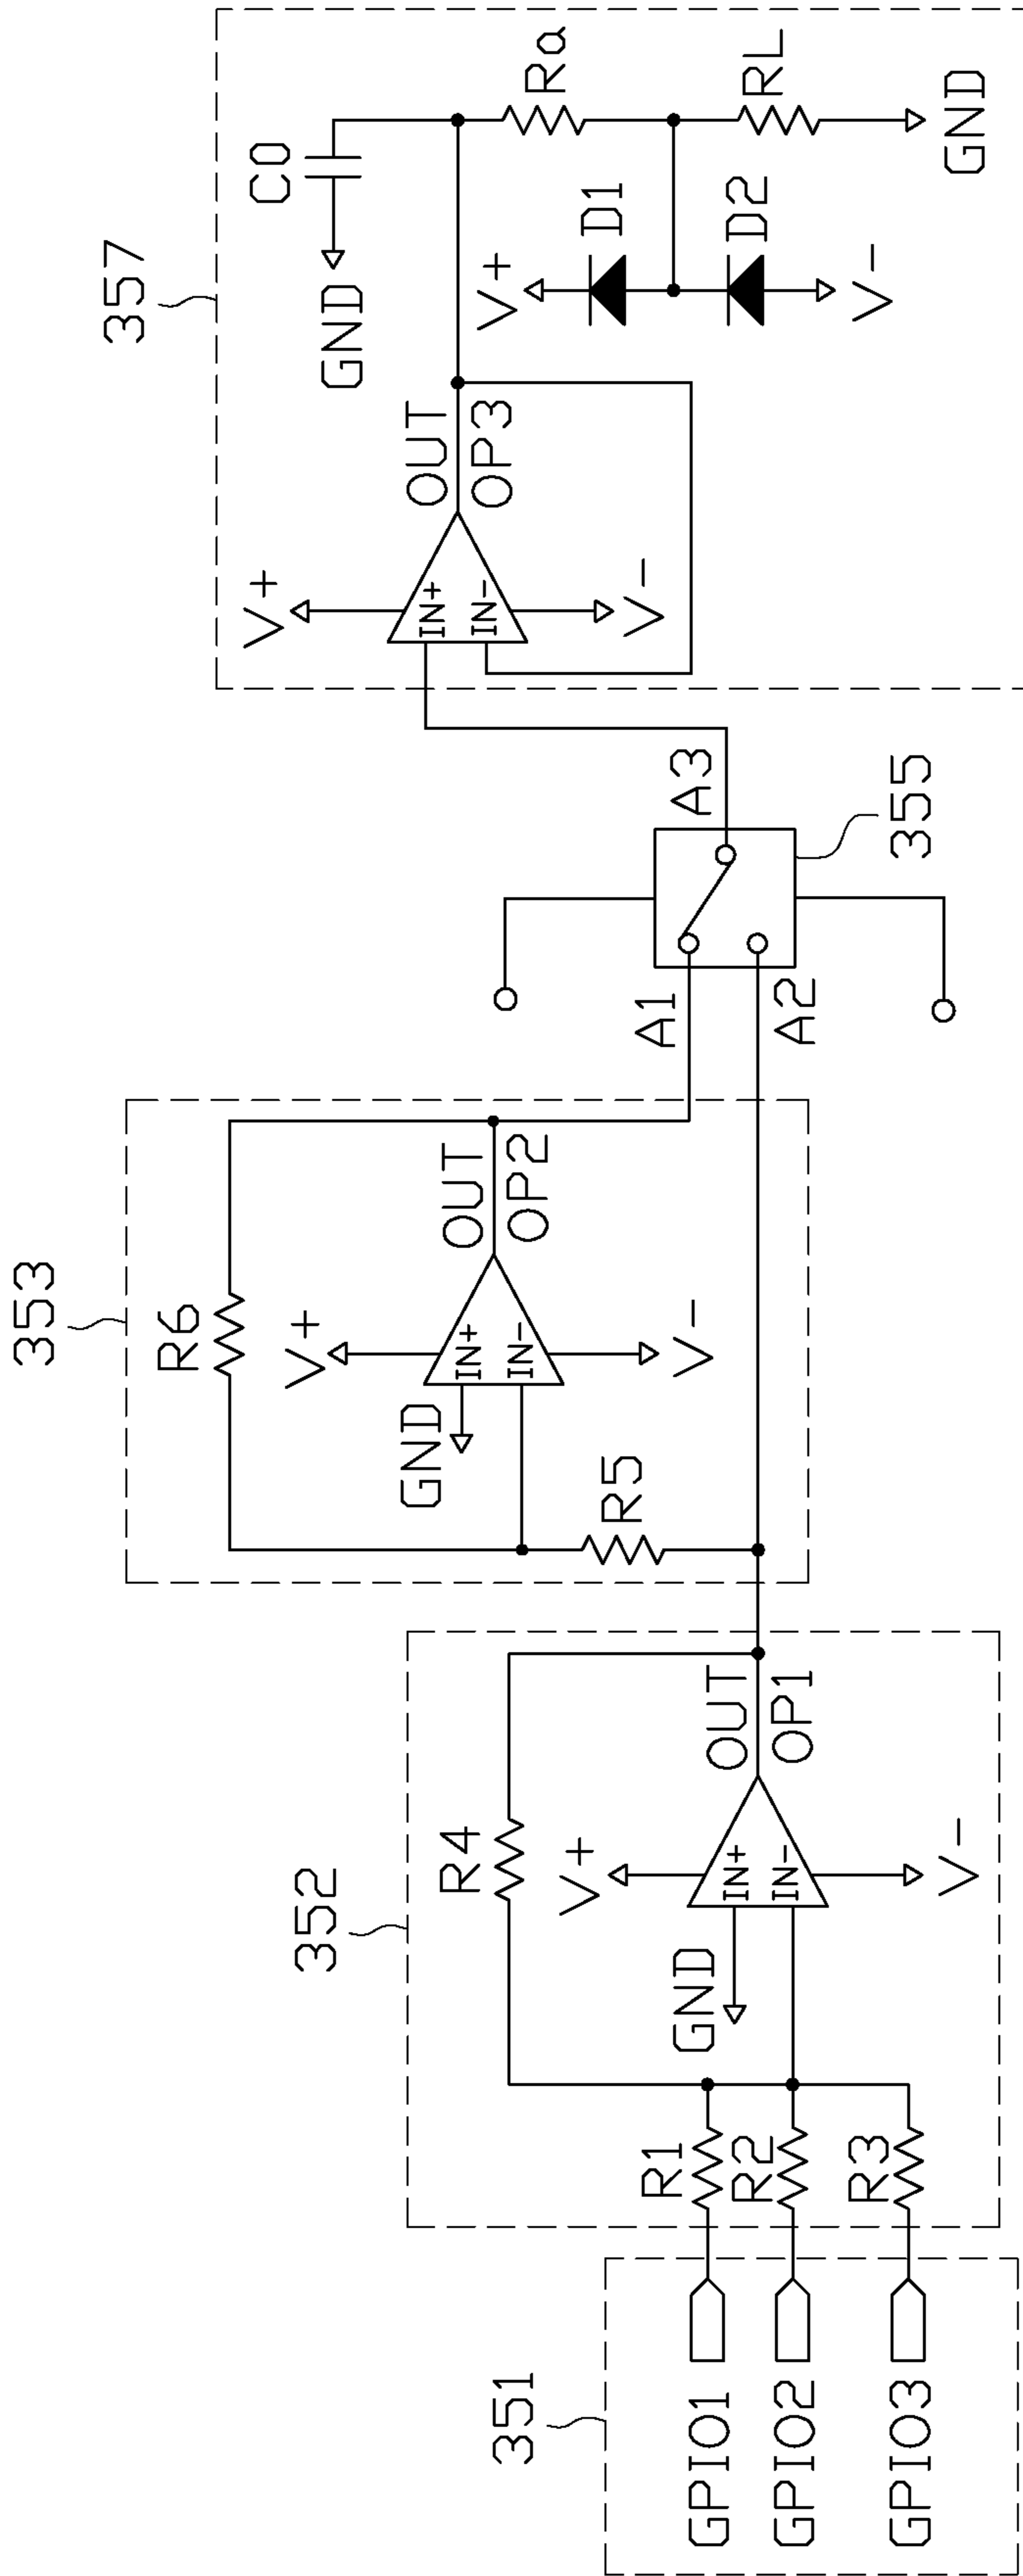 357
C0
GND
Ra
RL
GND
V+
D1
D2
V-
OUT
OP3
V+
IN+
IN-
V-
A3
355
A1
A2
353
R6
OUT
OP2
V+
IN+
IN-
V-
GND
R5
352
R4
OUT
OP1
V+
IN+
IN-
V-
GND
R1
R2
R3
351
GPIO1
GPIO2
GPIO3